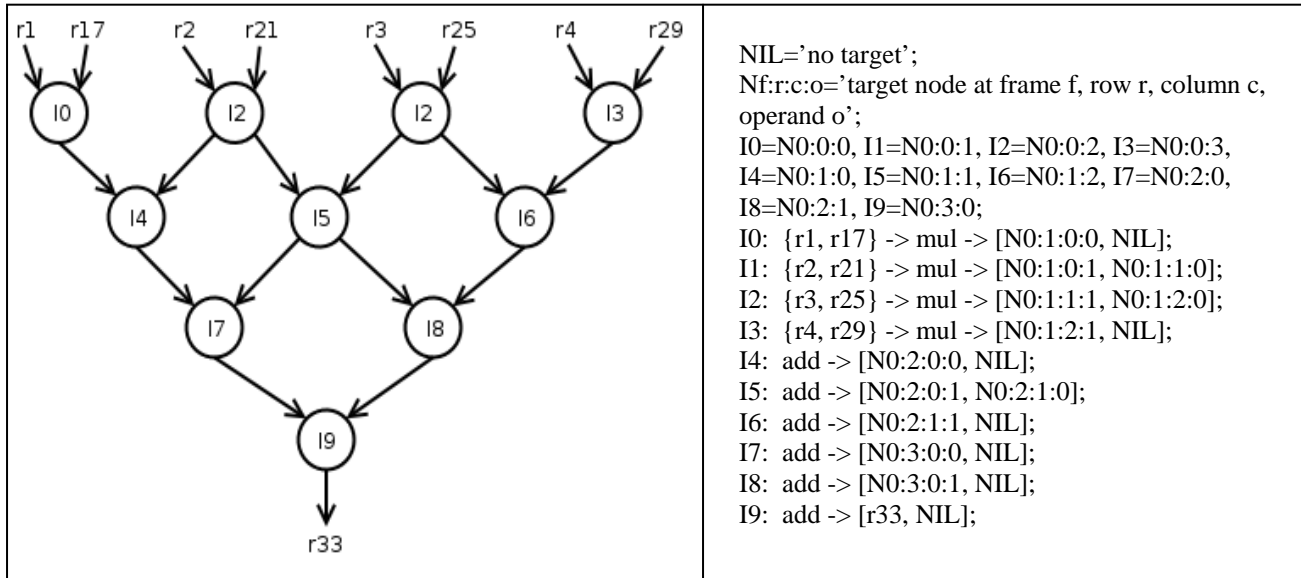 r1 r17 r2 r21 r3 r25 r4 r29
I0 I2 I2 I3
I4 I5 I6
I7 I8
I9
r33
NIL=’no target’;
Nf:r:c:o=’target node at frame f, row r, column c,
operand o’;
I0=N0:0:0, I1=N0:0:1, I2=N0:0:2, I3=N0:0:3,
I4=N0:1:0, I5=N0:1:1, I6=N0:1:2, I7=N0:2:0,
I8=N0:2:1, I9=N0:3:0;
I0: {r1, r17} -> mul -> [N0:1:0:0, NIL];
I1: {r2, r21} -> mul -> [N0:1:0:1, N0:1:1:0];
I2: {r3, r25} -> mul -> [N0:1:1:1, N0:1:2:0];
I3: {r4, r29} -> mul -> [N0:1:2:1, NIL];
I4: add -> [N0:2:0:0, NIL];
I5: add -> [N0:2:0:1, N0:2:1:0];
I6: add -> [N0:2:1:1, NIL];
I7: add -> [N0:3:0:0, NIL];
I8: add -> [N0:3:0:1, NIL];
I9: add -> [r33, NIL];